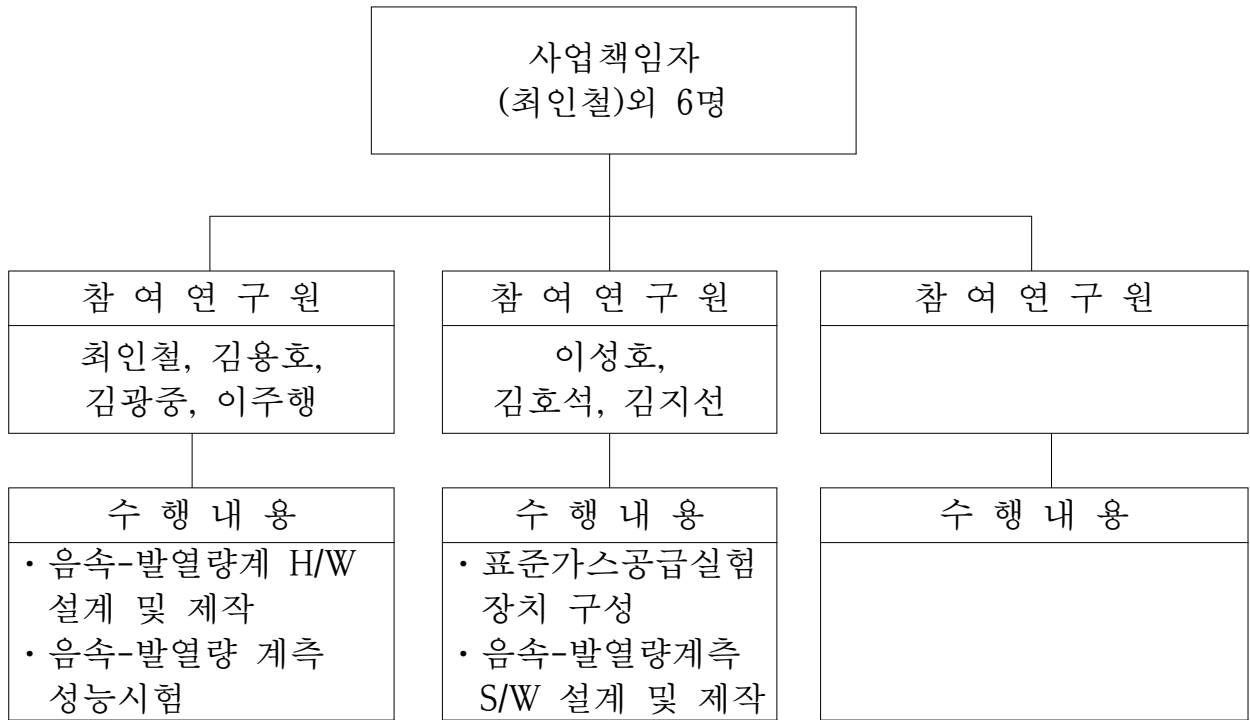 사업책임자
(최인철)외 6명
참 여 연 구 원
최인철, 김용호,
김광중, 이주행
수 행 내 용
· 음속-발열량계 H/W
설계 및 제작
· 음속-발열량 계측
성능시험
참 여 연 구 원
이성호,
김호석, 김지선
수 행 내 용
· 표준가스공급실험
장치 구성
· 음속-발열량계측
S/W 설계 및 제작
참 여 연 구 원
수 행 내 용